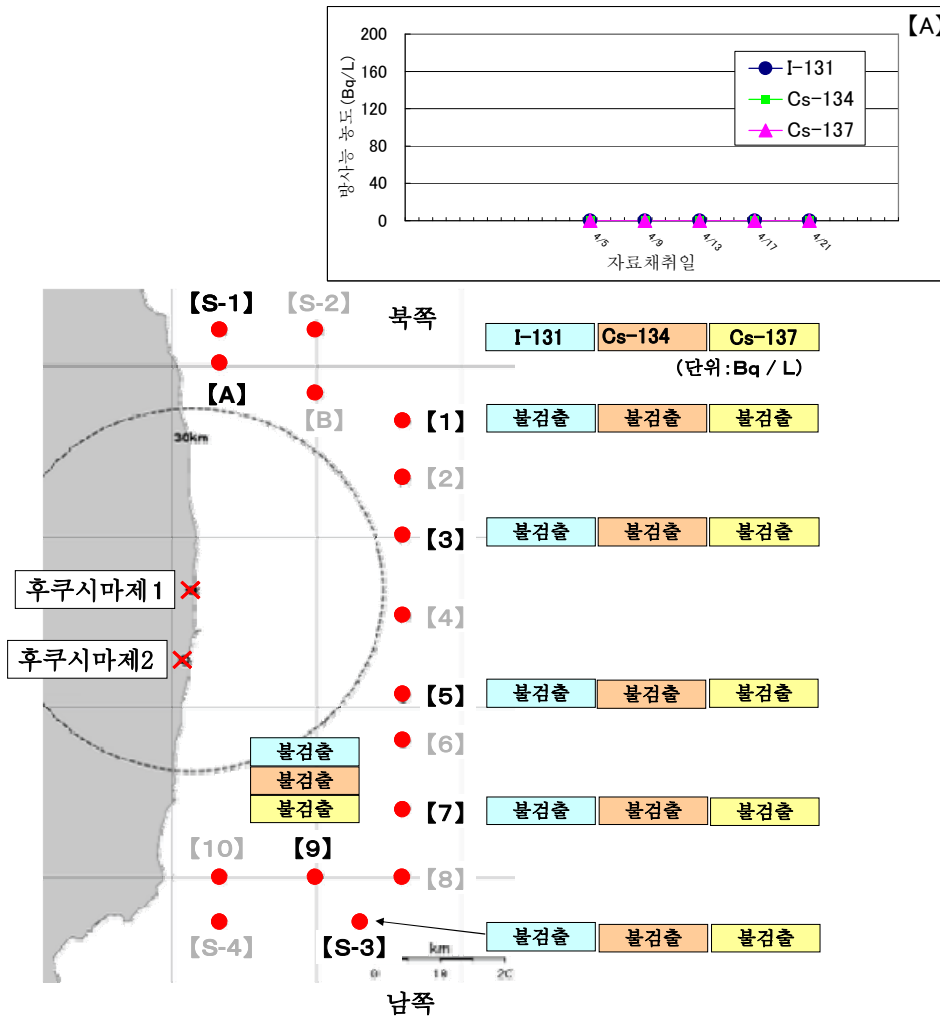 【A】
200
160
120
80
40
0
방사능 농도(Bq/L)
I-131
Cs-134
Cs-137
4/5 4/9 4/13 4/17 4/21
자료채취일
【S-1】 【S-2】
북쪽
I-131 Cs-134 Cs-137
(단위:Bq / L)
【A】
【B】
30km
【1】 불검출 불검출 불검출
【2】
【3】 불검출 불검출 불검출
후쿠시마제1
【4】
후쿠시마제2
【5】 불검출 불검출 불검출
【6】
불검출
불검출
불검출
【7】 불검출 불검출 불검출
【10】 【9】
【8】
【S-4】 【S-3】
불검출 불검출 불검출
km
0 10 20
남쪽